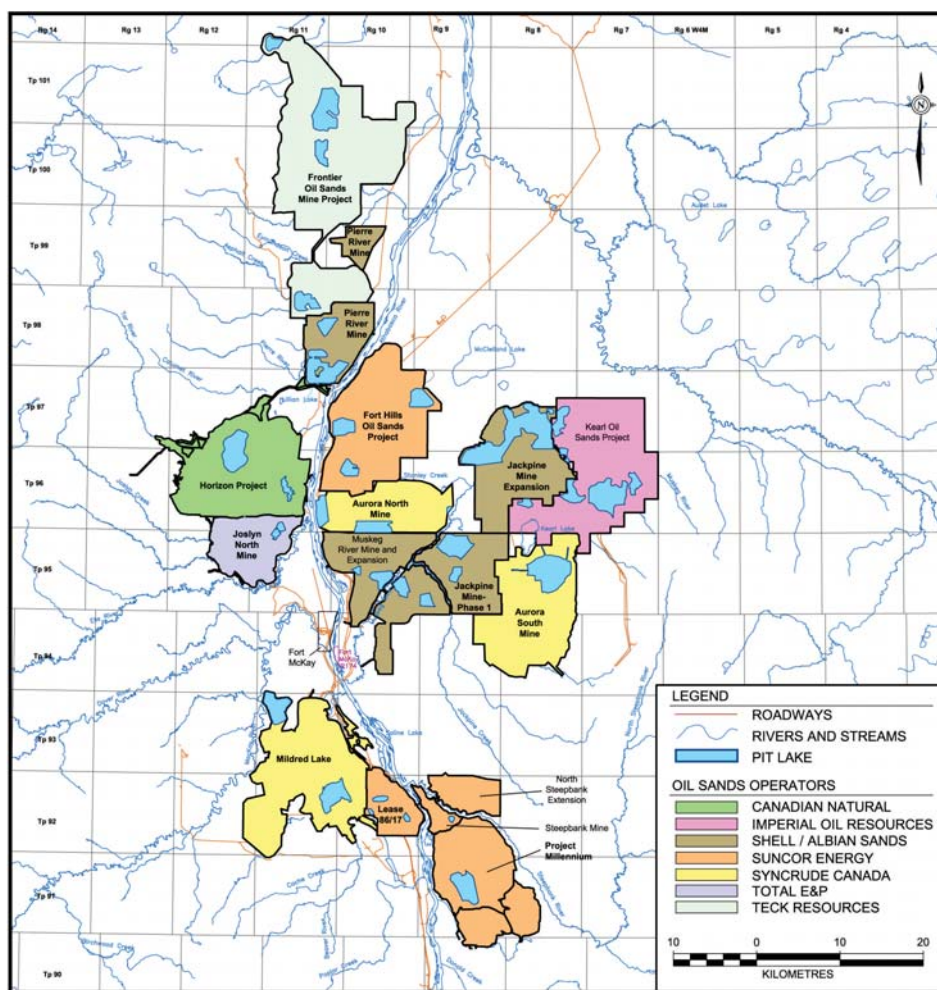 Rg 14 Rg 13 Rg 12 Rg 11 Rg 10 Rg 9 Rg 8 Rg 7 Rg 6 W4M Rg 5 Rg 4
Tp 101
N
Tp 100
Frontier
Oil Sands
Mine Project
Tp 99
Pierre
River
Mine
Tp 98
Pierre
River
Mine
McClelland Lake
Tp 97
Fort Hills
Oil Sands
Project
Kearl Oil
Sands Project
Tp 96
Horizon Project
Stanley Creek
Jackpine
Mine
Expansion
Aurora North
Mine
Kearl Lake
Joslyn
North
Mine
Muskeg
River Mine and
Expansion
Tp 95
Jackpine
Mine-
Phase 1
Aurora
South
Mine
Tp 94
Fort
McKay
Tp 93
Mildred Lake
North
Steepbank
Extension
Tp 92
Lease
86/17
Steepbank Mine
Project
Millennium
Tp 91
Tp 90
LEGEND
ROADWAYS
RIVERS AND STREAMS
PIT LAKE
OIL SANDS OPERATORS
CANADIAN NATURAL
IMPERIAL OIL RESOURCES
SHELL / ALBIAN SANDS
SUNCOR ENERGY
SYNCRUDE CANADA
TOTAL E&P
TECK RESOURCES
10 0 10 20
KILOMETRES